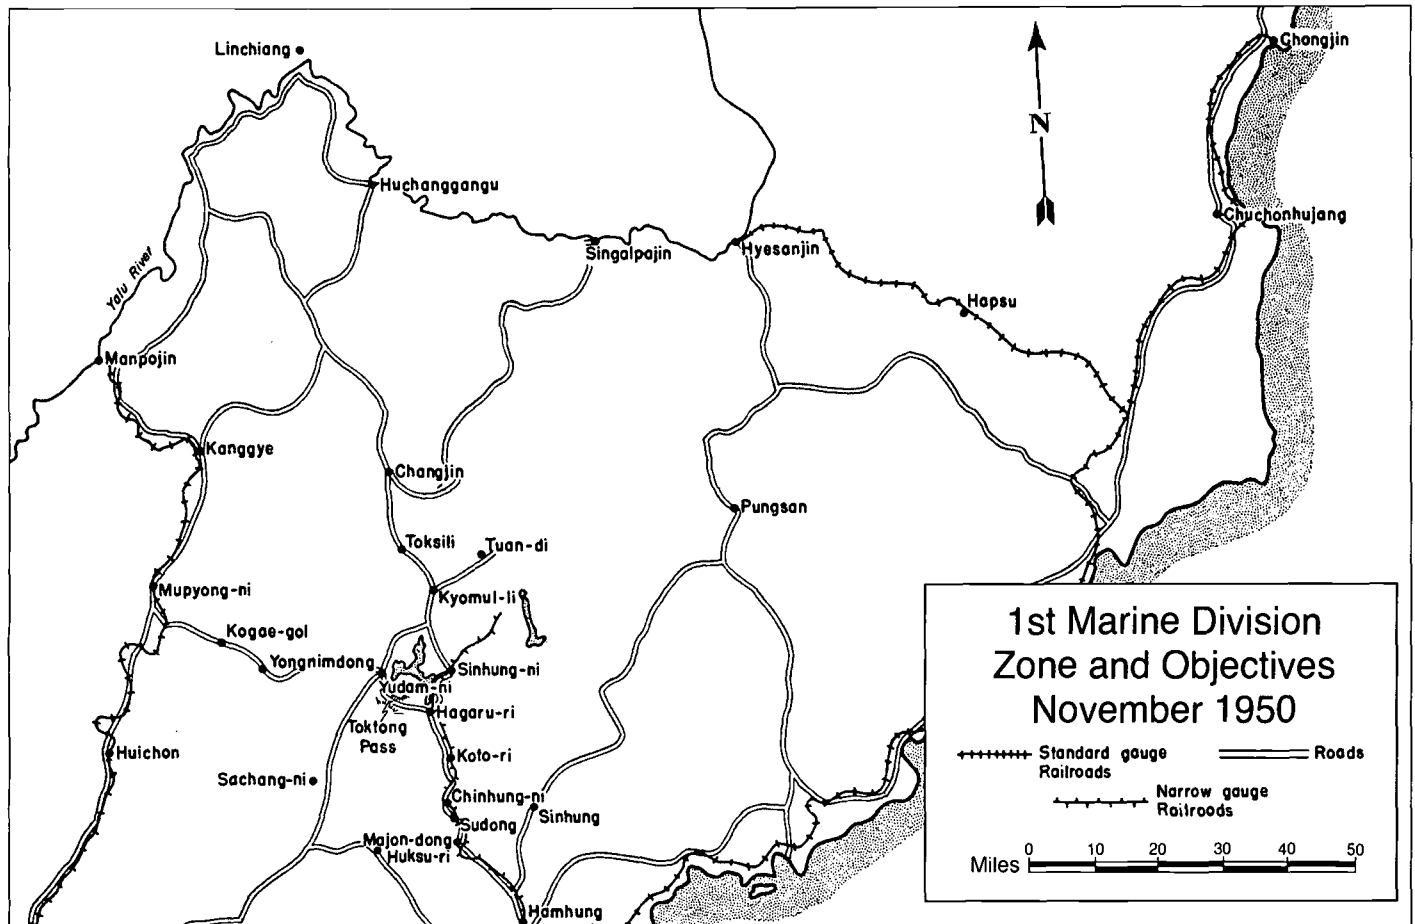 Linchiang
Chongjin
N
Huchanggangu
Chuchonhujang
Yalu River
Singalpajin
Hyesanjin
Hapsu
Manpojin
Kanggye
Changjin
Pungsan
Toksili
Tuan-di
Mupyong-ni
Kyomul-li
Kogae-gol
Yongnimdong
Sinhung-ni
Yudam-ni
Hagaru-ri
Toktong
Pass
Huichon
Koto-ri
Sachang-ni
Chinhung-ni
Sinhung
Sudong
Majon-dong
Huksu-ri
Hamhung
1st Marine Division
Zone and Objectives
November 1950
Standard gauge
Railroads
Roads
Narrow gauge
Railroods
Miles 0 10 20 30 40 50